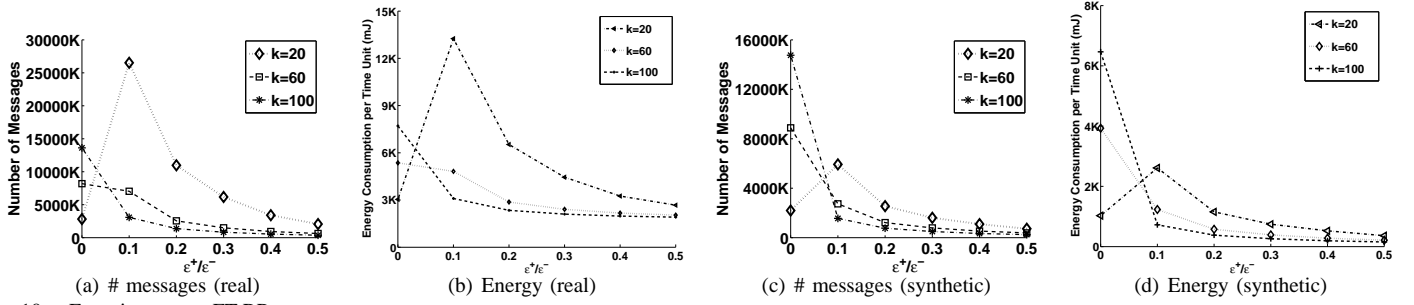 Number of Messages
30000K
25000K
20000K
15000K
10000K
5000K
0
0 0.1 0.2 0.3 0.4 0.5
ε+/ε−
k=20
k=60
k=100
(a) # messages (real)
Energy Consumption per Time Unit (mJ)
15K
12K
9K
6K
3K
0
0 0.1 0.2 0.3 0.4 0.5
ε+/ε−
k=20
k=60
k=100
(b) Energy (real)
Number of Messages
16000K
12000K
8000K
4000K
0
0 0.1 0.2 0.3 0.4 0.5
ε+/ε−
k=20
k=60
k=100
(c) # messages (synthetic)
Energy Consumption per Time Unit (mJ)
8K
6K
4K
2K
0
0 0.1 0.2 0.3 0.4 0.5
ε+/ε−
k=20
k=60
k=100
(d) Energy (synthetic)